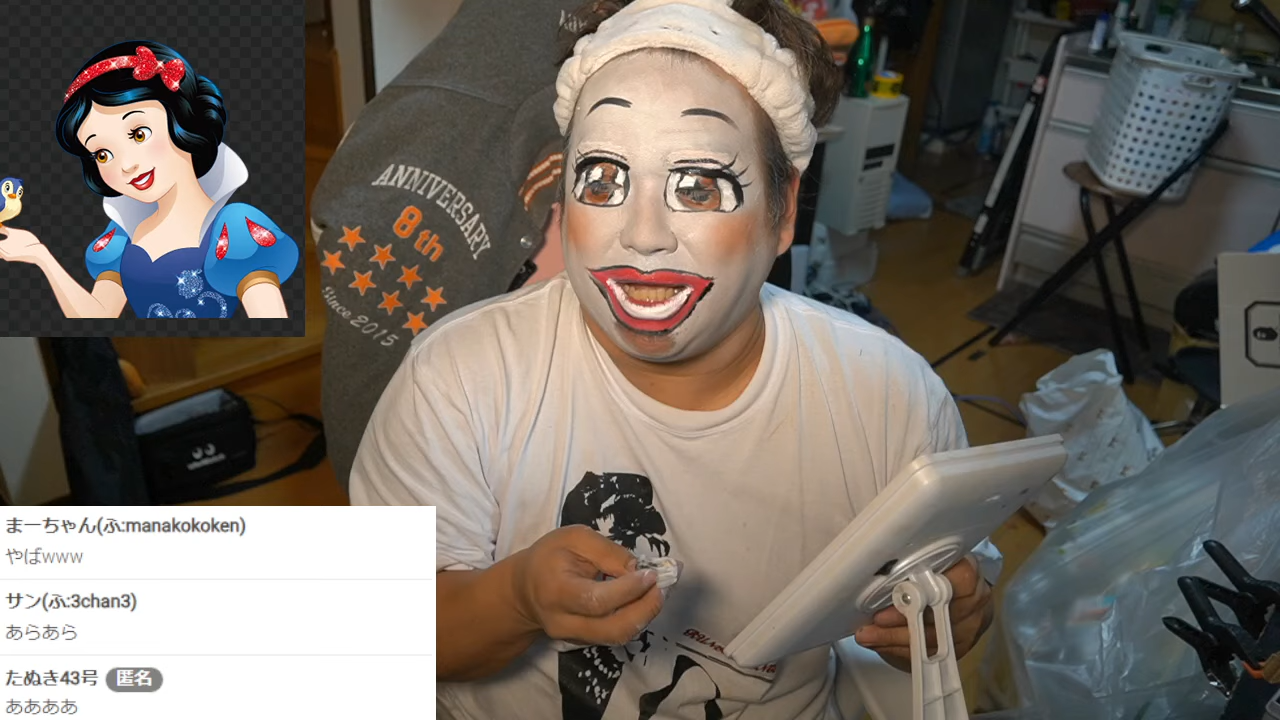 ANNIVERSARY
8th
Since 2015
まーちゃん(ふ:manakokoken)
やばwww
サン(ふ:3chan3)
あらあら
たぬき43号 匿名
ああああ